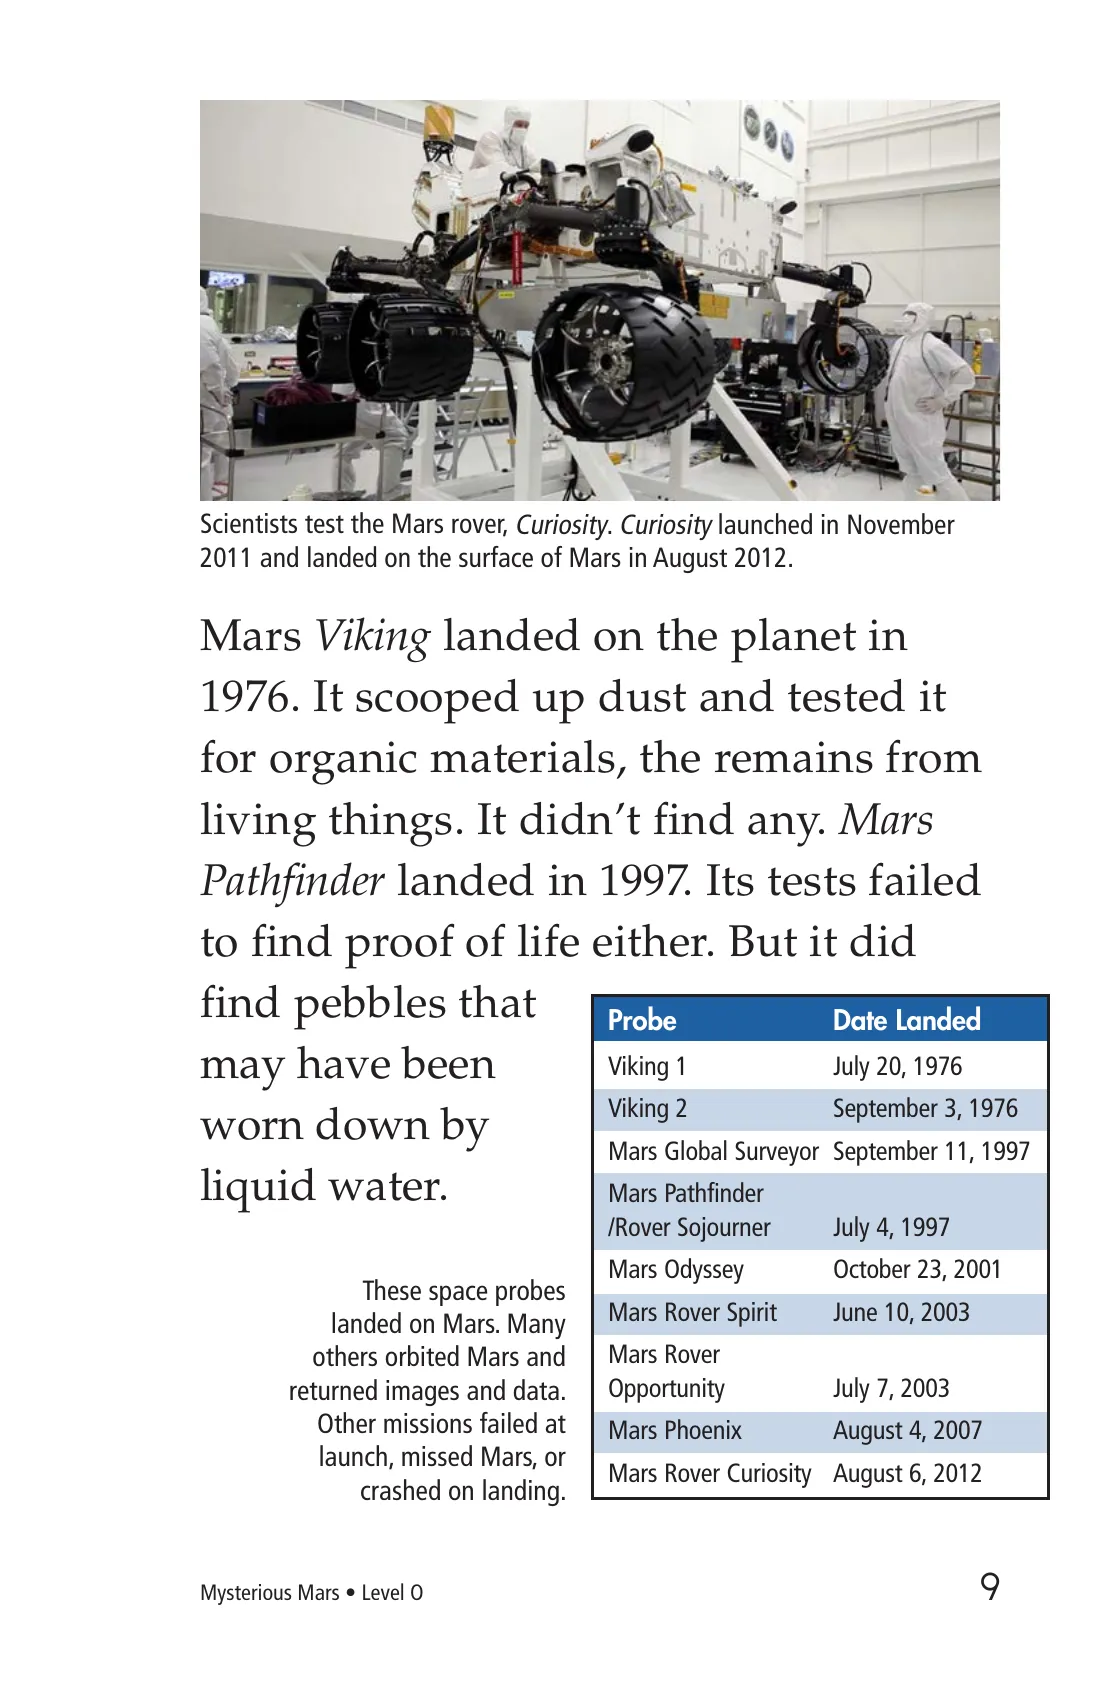 Scientists test the Mars rover, Curiosity. Curiosity launched in November
2011 and landed on the surface of Mars in August 2012.
Mars Viking landed on the planet in
1976. It scooped up dust and tested it
for organic materials, the remains from
living things. It didn’t find any. Mars
Pathfinder landed in 1997. Its tests failed
to find proof of life either. But it did
find pebbles that
may have been
worn down by
liquid water.
These space probes
landed on Mars. Many
others orbited Mars and
returned images and data.
Other missions failed at
launch, missed Mars, or
crashed on landing.
Probe Date Landed
Viking 1 July 20, 1976
Viking 2 September 3, 1976
Mars Global Surveyor September 11, 1997
Mars Pathfinder
/Rover Sojourner July 4, 1997
Mars Odyssey October 23, 2001
Mars Rover Spirit June 10, 2003
Mars Rover
Opportunity July 7, 2003
Mars Phoenix August 4, 2007
Mars Rover Curiosity August 6, 2012
Mysterious Mars • Level O 9